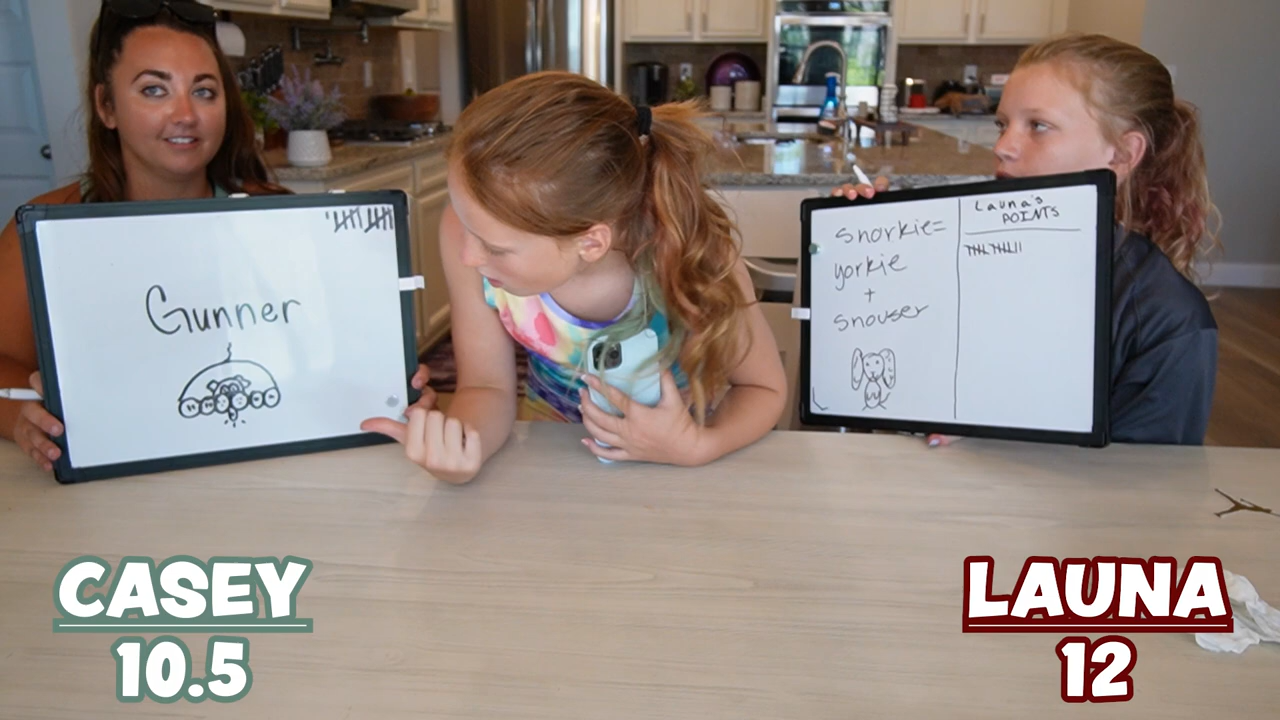 Gunner
snorkie=
yorkie
+
snouser
Launa's
POINTS
CASEY
10.5
LAUNA
12